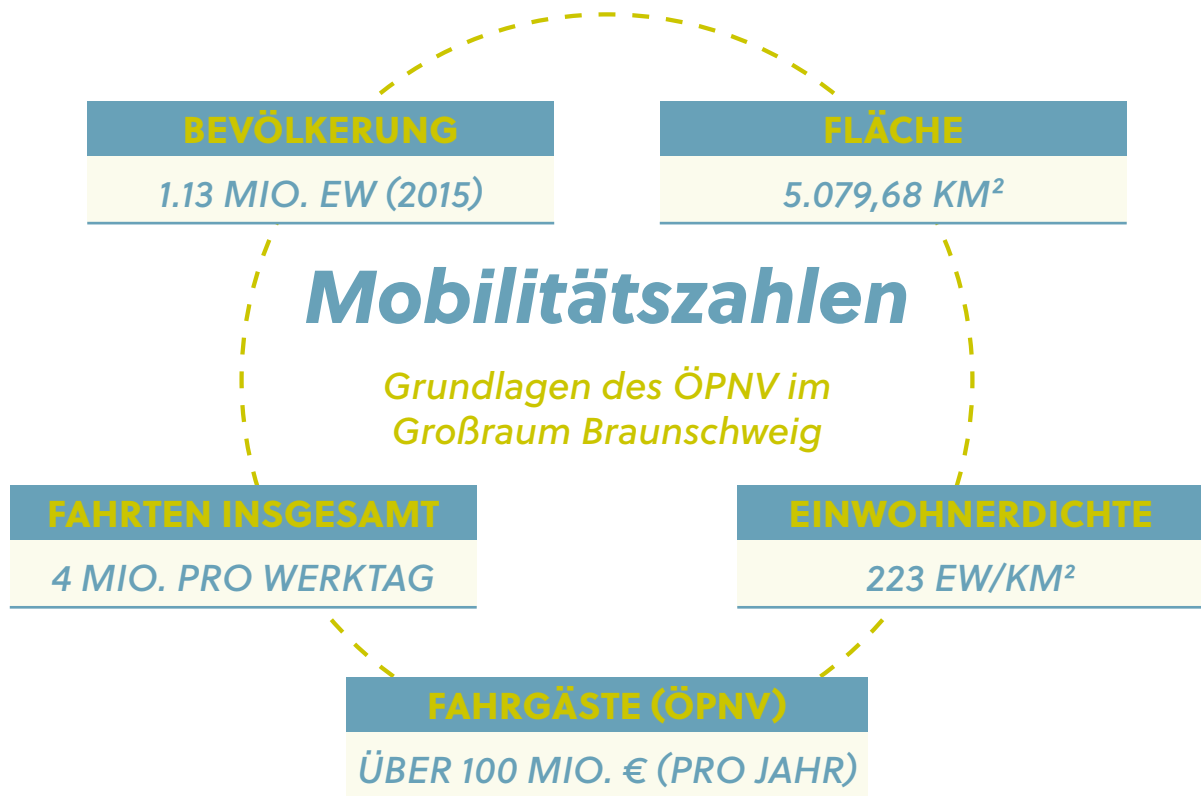 BEVÖLKERUNG
1.13 MIO. EW (2015)
FLÄCHE
5.079,68 KM²
Mobilitätszahlen
Grundlagen des ÖPNV im
Großraum Braunschweig
FAHRTEN INSGESAMT
4 MIO. PRO WERKTAG
EINWOHNERDICHTE
223 EW/KM²
FAHRGÄSTE (ÖPNV)
ÜBER 100 MIO. € (PRO JAHR)